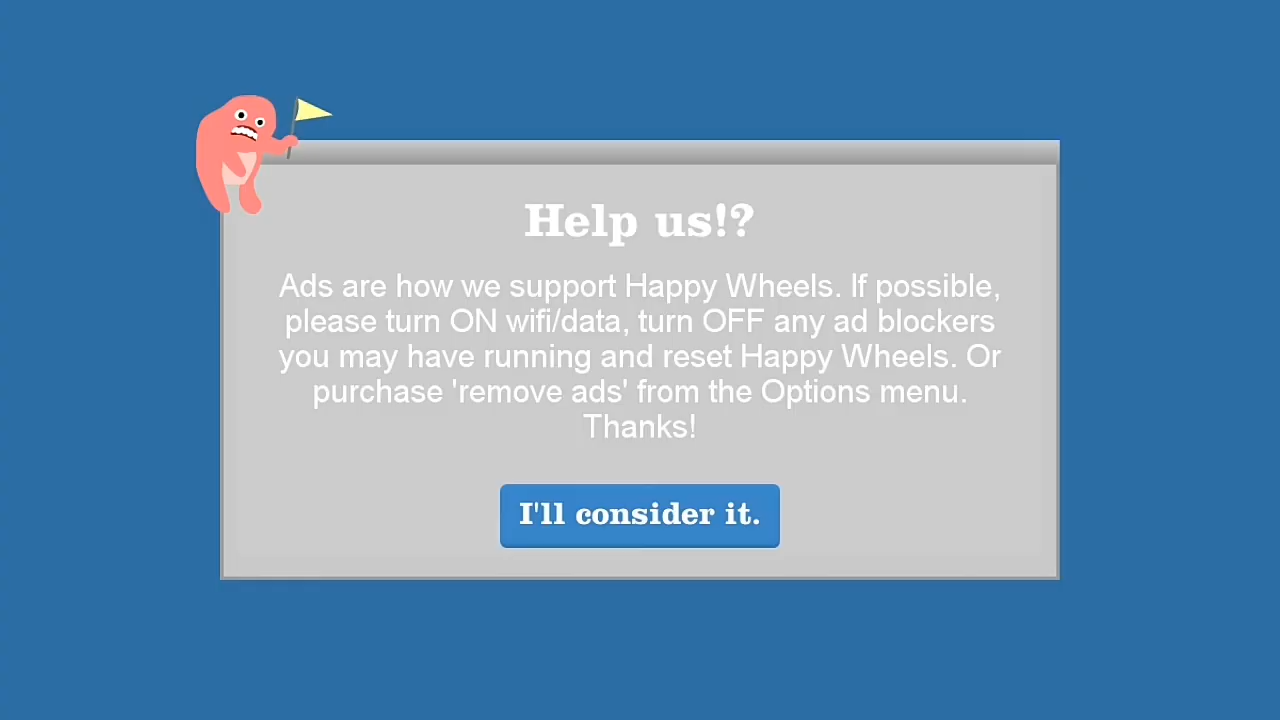 Help us!?
Ads are how we support Happy Wheels. If possible,
please turn ON wifi/data, turn OFF any ad blockers
you may have running and reset Happy Wheels. Or
purchase 'remove ads' from the Options menu.
Thanks!
I'll consider it.